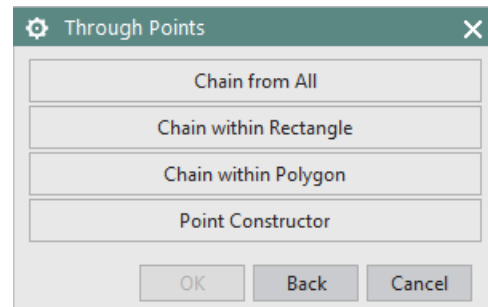 Through Points
Chain from All
Chain within Rectangle
Chain within Polygon
Point Constructor
OK Back Cancel